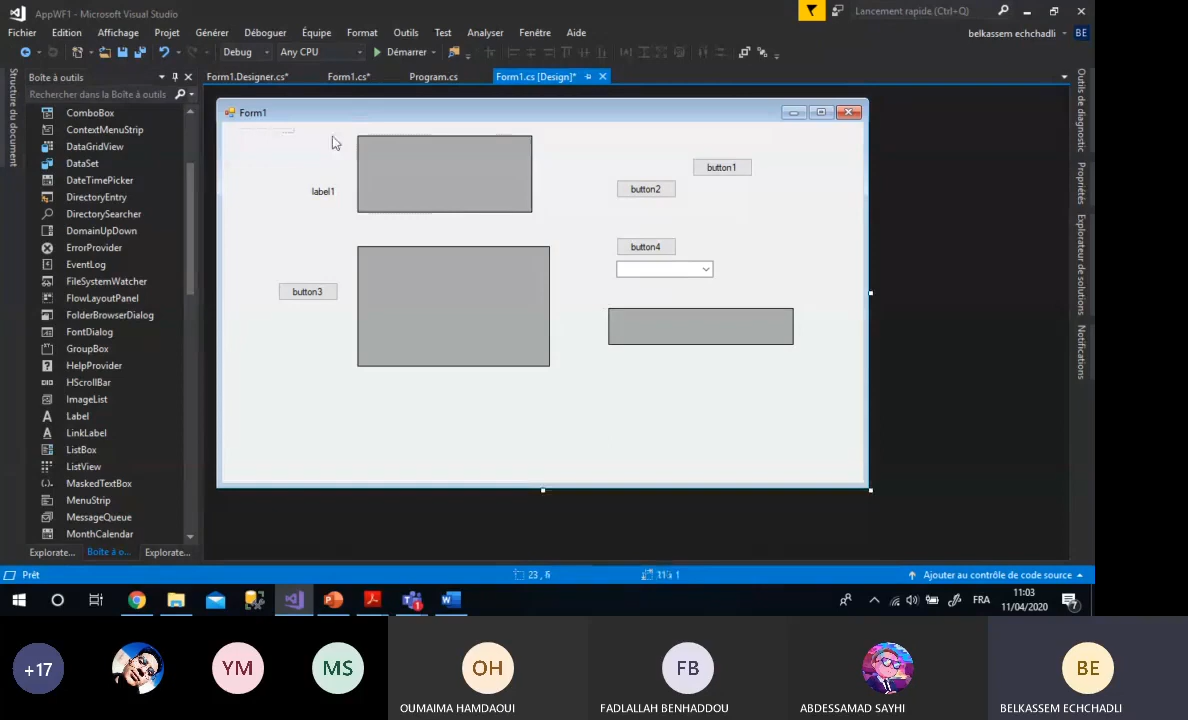 AppWF1 - Microsoft Visual Studio
Lancement rapide (Ctrl+Q)
Fichier Edition Affichage Projet Générer Déboguer Équipe Format Outils Test Analyser Fenêtre Aide
belkassem echchadli BE
Debug Any CPU Démarrer
Structure du document
Boîte à outils
Rechercher dans la Boîte à outils
ComboBox
ContextMenuStrip
DataGridView
DataSet
DateTimePicker
DirectoryEntry
DirectorySearcher
DomainUpDown
ErrorProvider
EventLog
FileSystemWatcher
FlowLayoutPanel
FolderBrowserDialog
FontDialog
GroupBox
HelpProvider
HScrollBar
ImageList
Label
LinkLabel
ListBox
ListView
MaskedTextBox
MenuStrip
MessageQueue
MonthCalendar
Explorate... Boîte à o... Explorate...
Form1.Designer.cs* Form1.cs* Program.cs Form1.cs [Design]*
Form1
label1
button1
button2
button4
button3
Outils de diagnostic
Propriétés
Explorateur de solutions
Notifications
Prêt
Ajouter au contrôle de code source
FRA
11:03
11/04/2020
7
+17
YM
MS
OH
OUMAIMA HAMDAOUI
FB
FADLALLAH BENHADDOU
ABDESSAMAD SAYHI
BE
BELKASSEM ECHCHADLI